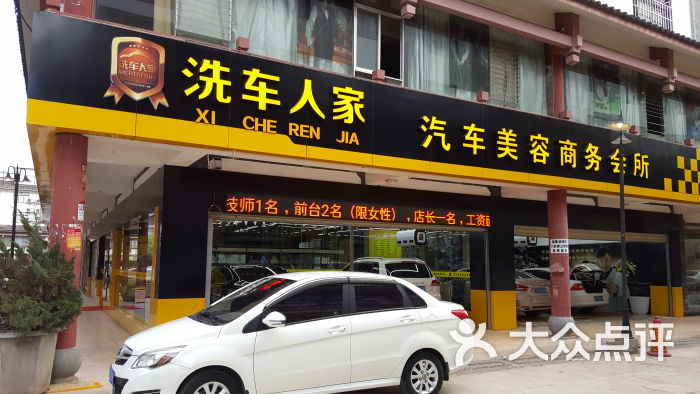 洗车人家
洗车人家 汽车美容商务会所
XI CHE REN JIA
技师1名，前台2名（限女性），店长一名，工资面
大众点评